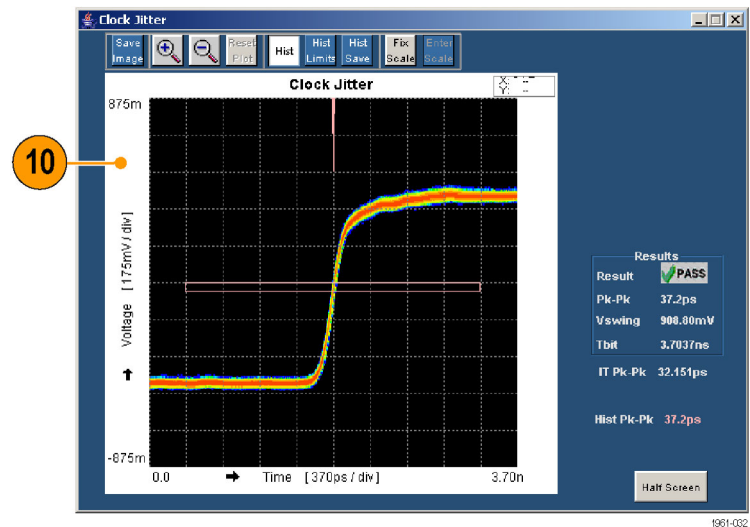 Clock Jitter
Save Image
Reset Plot
Hist
Hist Limits
Hist Save
Fix Scale
Enter Scale
Clock Jitter
X: --
Y: --
875m
10
Voltage [175mV / div]
-875m
0.0
Time [370ps / div]
3.70n
Results
Result PASS
Pk-Pk 37.2ps
Vswing 908.80mV
Tbit 3.7037ns
IT Pk-Pk 32.151ps
Hist Pk-Pk 37.2ps
Half Screen
1961-032